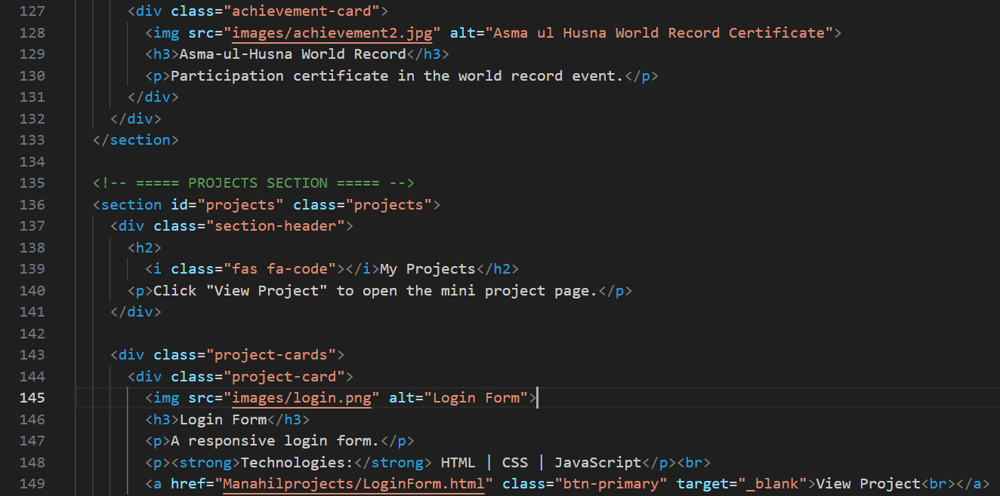 127 <div class="achievement-card">
128 <img src="images/achievement2.jpg" alt="Asma ul Husna World Record Certificate">
129 <h3>Asma-ul-Husna World Record</h3>
130 <p>Participation certificate in the world record event.</p>
131 </div>
132 </div>
133 </section>
134
135 <!-- ===== PROJECTS SECTION ===== -->
136 <section id="projects" class="projects">
137 <div class="section-header">
138 <h2>
139 <i class="fas fa-code"></i>My Projects</h2>
140 <p>Click "View Project" to open the mini project page.</p>
141 </div>
142
143 <div class="project-cards">
144 <div class="project-card">
145 <img src="images/login.png" alt="Login Form">
146 <h3>Login Form</h3>
147 <p>A responsive login form.</p>
148 <p><strong>Technologies:</strong> HTML | CSS | JavaScript</p><br>
149 <a href="Manahilprojects/LoginForm.html" class="btn-primary" target="_blank">View Project<br></a>